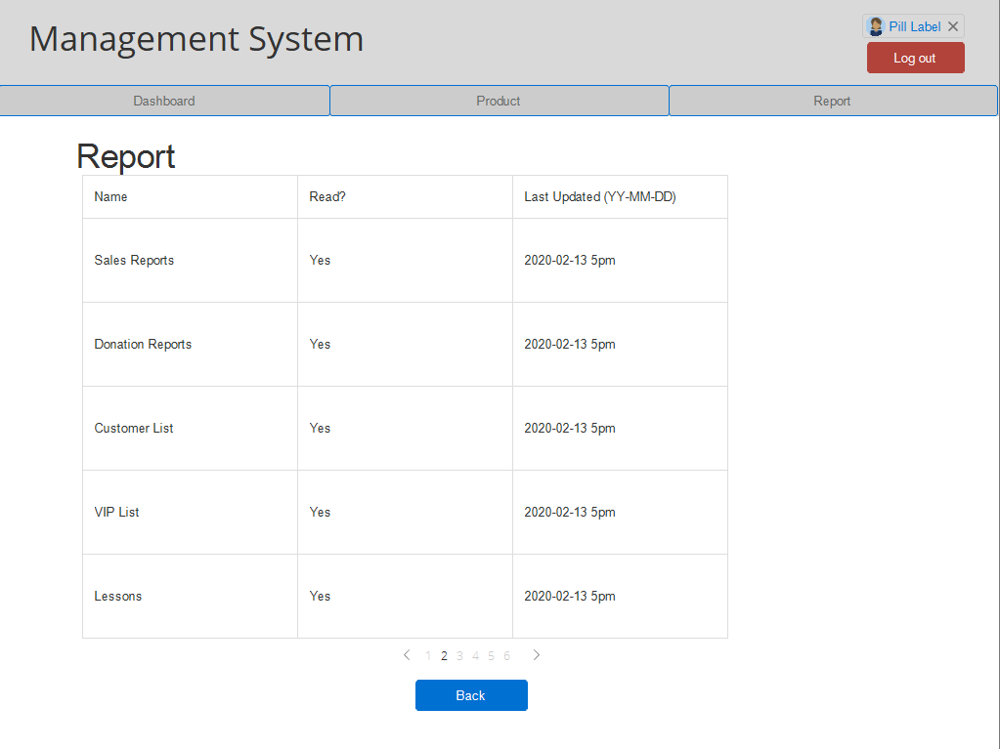 Management System
Pill Label
Log out
Dashboard Product Report
Report
Name Read? Last Updated (YY-MM-DD)
Sales Reports Yes 2020-02-13 5pm
Donation Reports Yes 2020-02-13 5pm
Customer List Yes 2020-02-13 5pm
VIP List Yes 2020-02-13 5pm
Lessons Yes 2020-02-13 5pm
1 2 3 4 5 6
Back